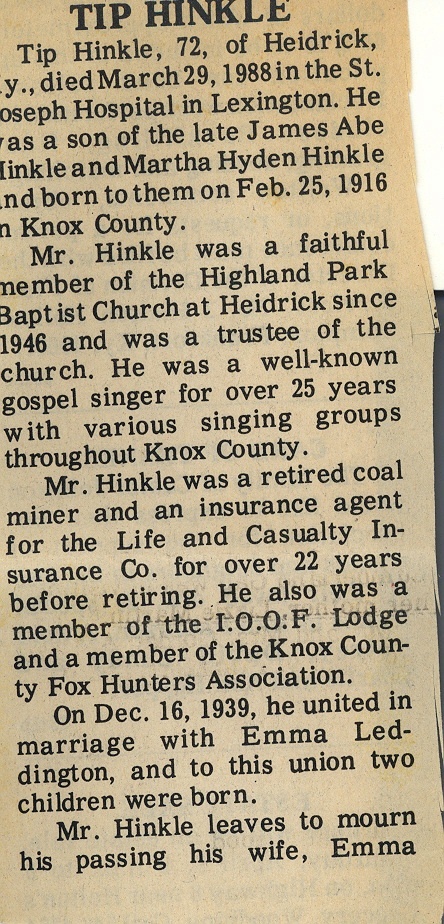 TIP HINKLE
Tip Hinkle, 72, of Heidrick,
y., died March 29, 1988 in the St.
oseph Hospital in Lexington. He
was a son of the late James Abe
Hinkle and Martha Hyden Hinkle
and born to them on Feb. 25, 1916
n Knox County.
Mr. Hinkle was a faithful
member of the Highland Park
Baptist Church at Heidrick since
1946 and was a trustee of the
church. He was a well-known
gospel singer for over 25 years
with various singing groups
throughout Knox County.
Mr. Hinkle was a retired coal
miner and an insurance agent
for the Life and Casualty In-
surance Co. for over 22 years
before retiring. He also was a
member of the I.O.O.F. Lodge
and a member of the Knox Coun-
ty Fox Hunters Association.
On Dec. 16, 1939, he united in
marriage with Emma Led-
dington, and to this union two
children were born.
Mr. Hinkle leaves to mourn
his passing his wife, Emma